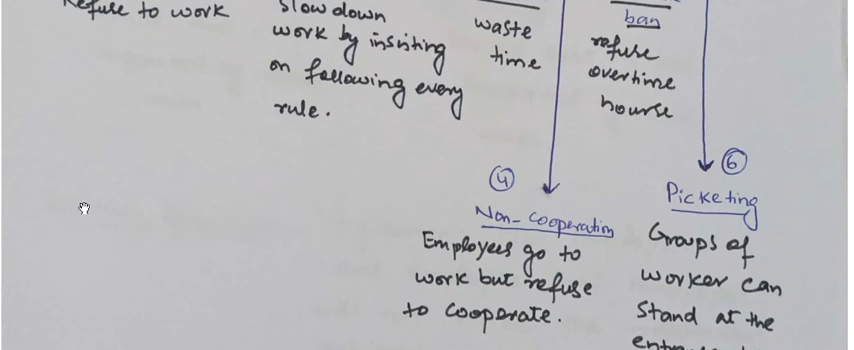 Refuse to work
Slow down
work by insisting
on following every
rule.
waste
time
ban
refuse
overtime
hourse
4
Non-cooperation
Employees go to
work but refuse
to cooperate.
6
Picketing
Groups of
worker can
stand at the